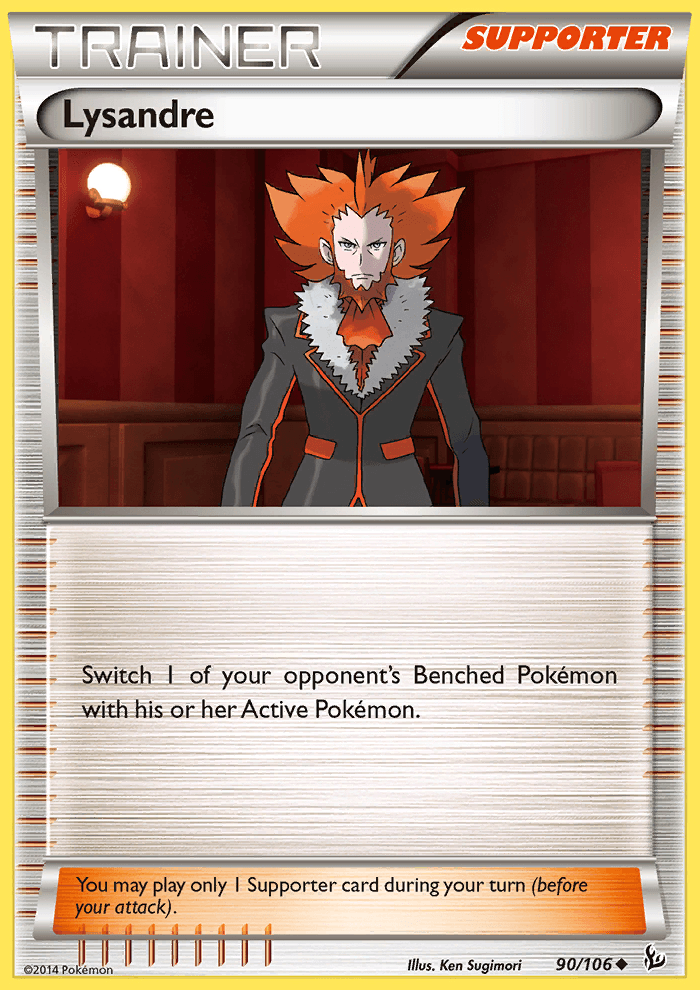 TRAINER
SUPPORTER
Lysandre
Switch 1 of your opponent's Benched Pokémon
with his or her Active Pokémon.
You may play only 1 Supporter card during your turn (before
your attack).
©2014 Pokémon
Illus. Ken Sugimori
90/106